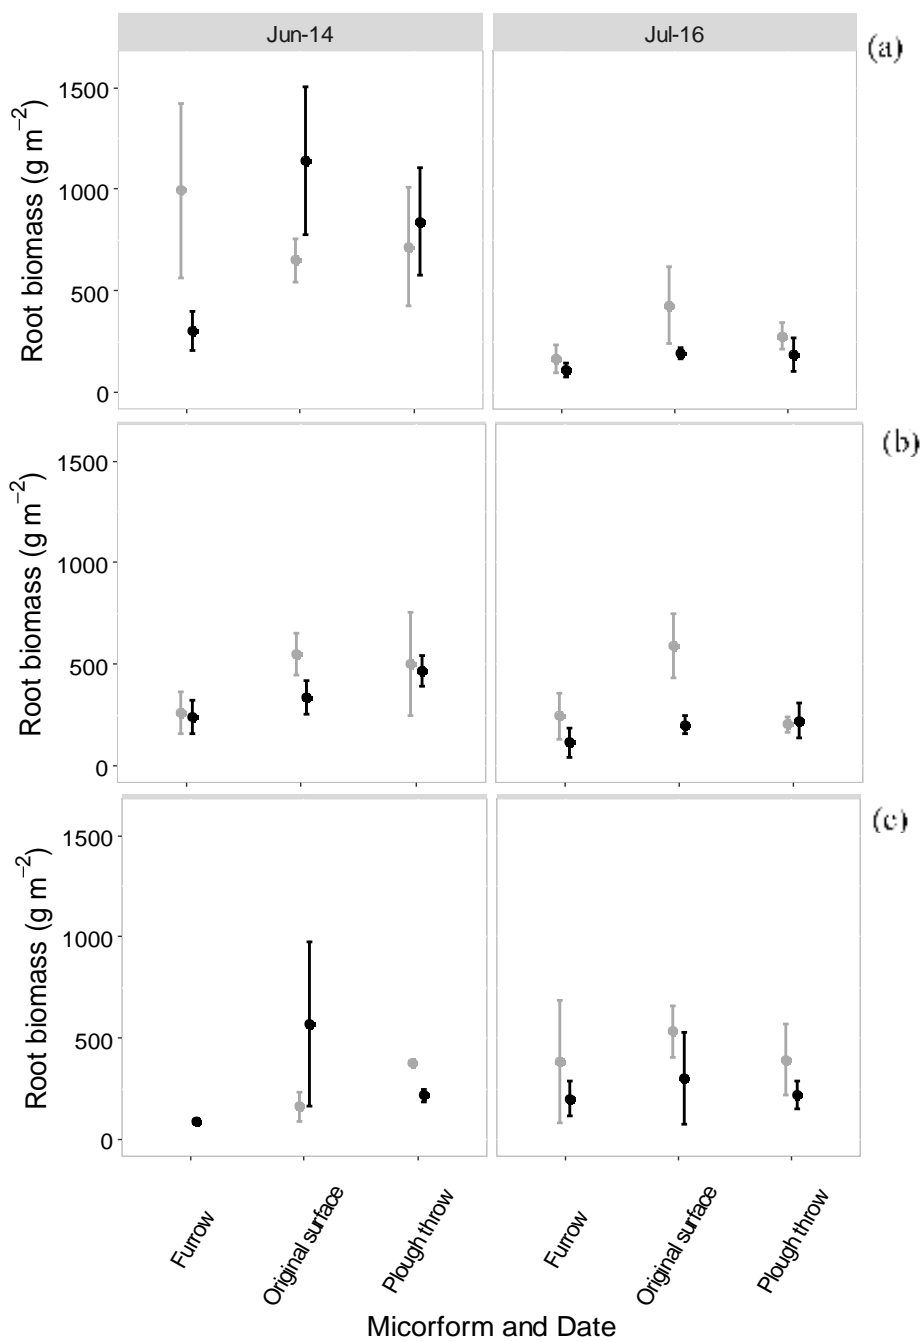 Jun-14
Jul-16
(a)
Root biomass (g m⁻²)
1500
1000
500
0
(b)
Root biomass (g m⁻²)
1500
1000
500
0
(c)
Root biomass (g m⁻²)
1500
1000
500
0
Furrow
Original surface
Plough throw
Furrow
Original surface
Plough throw
Micorform and Date